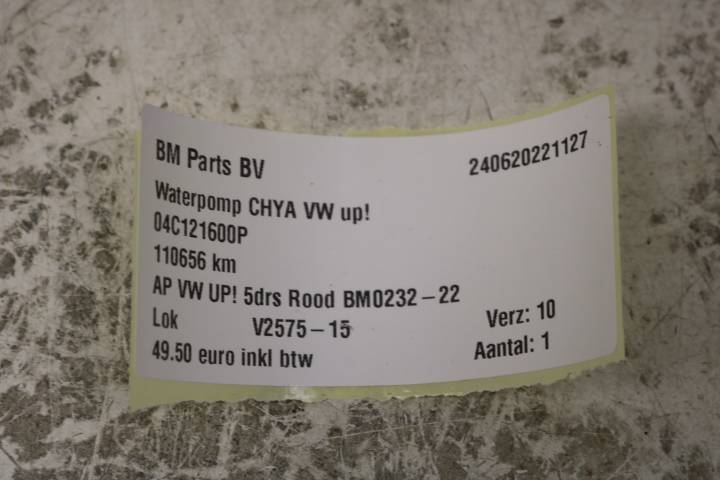 BM Parts BV 240620221127
Waterpomp CHYA VW up!
04C121600P
110656 km
AP VW UP! 5drs Rood BM0232-22
Lok V2575-15 Verz: 10
49.50 euro inkl btw Aantal: 1